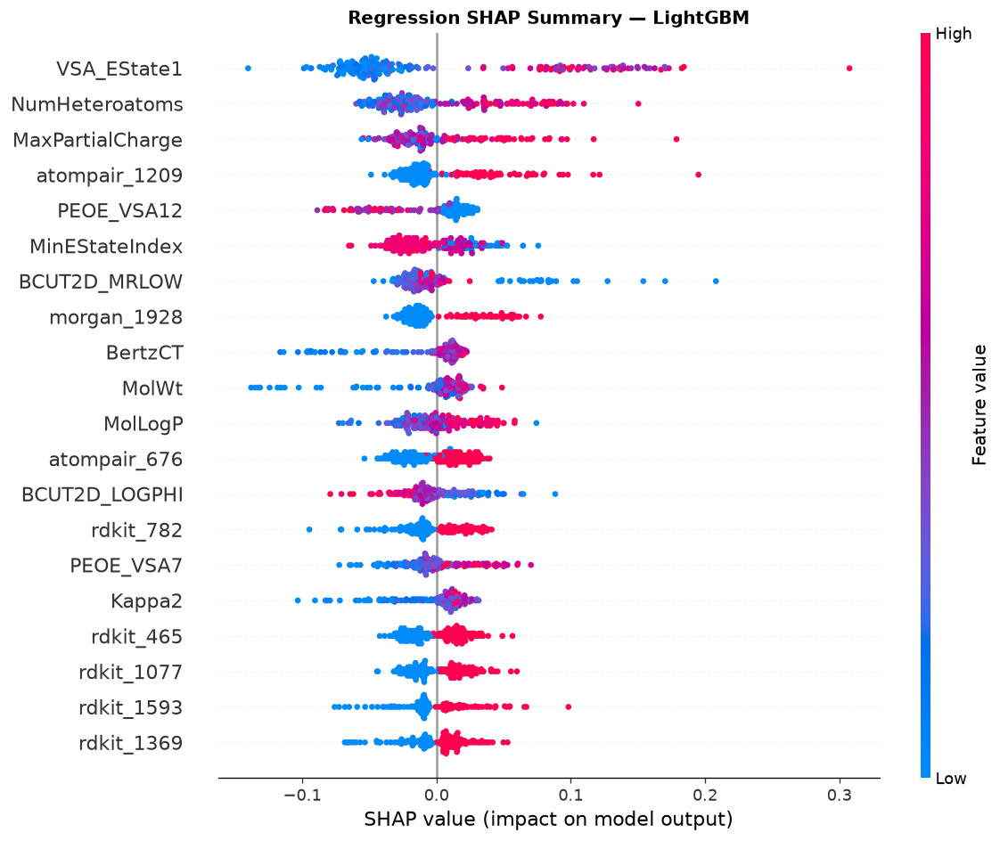 Regression SHAP Summary — LightGBM
High
VSA_EState1
NumHeteroatoms
MaxPartialCharge
atompair_1209
PEOE_VSA12
MinEStateIndex
BCUT2D_MRLOW
morgan_1928
BertzCT
MolWt
MolLogP
atompair_676
BCUT2D_LOGPHI
rdkit_782
PEOE_VSA7
Kappa2
rdkit_465
rdkit_1077
rdkit_1593
rdkit_1369
Feature value
Low
−0.1 0.0 0.1 0.2 0.3
SHAP value (impact on model output)